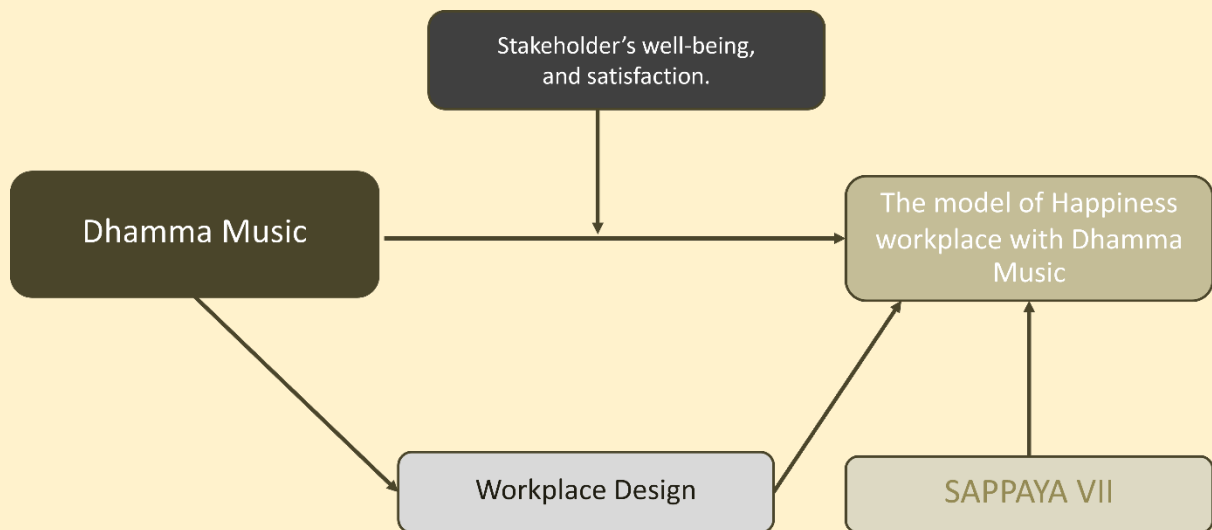 Stakeholder's well-being,
and satisfaction.
Dhamma Music
The model of Happiness
workplace with Dhamma
Music
Workplace Design
SAPPAYA VII